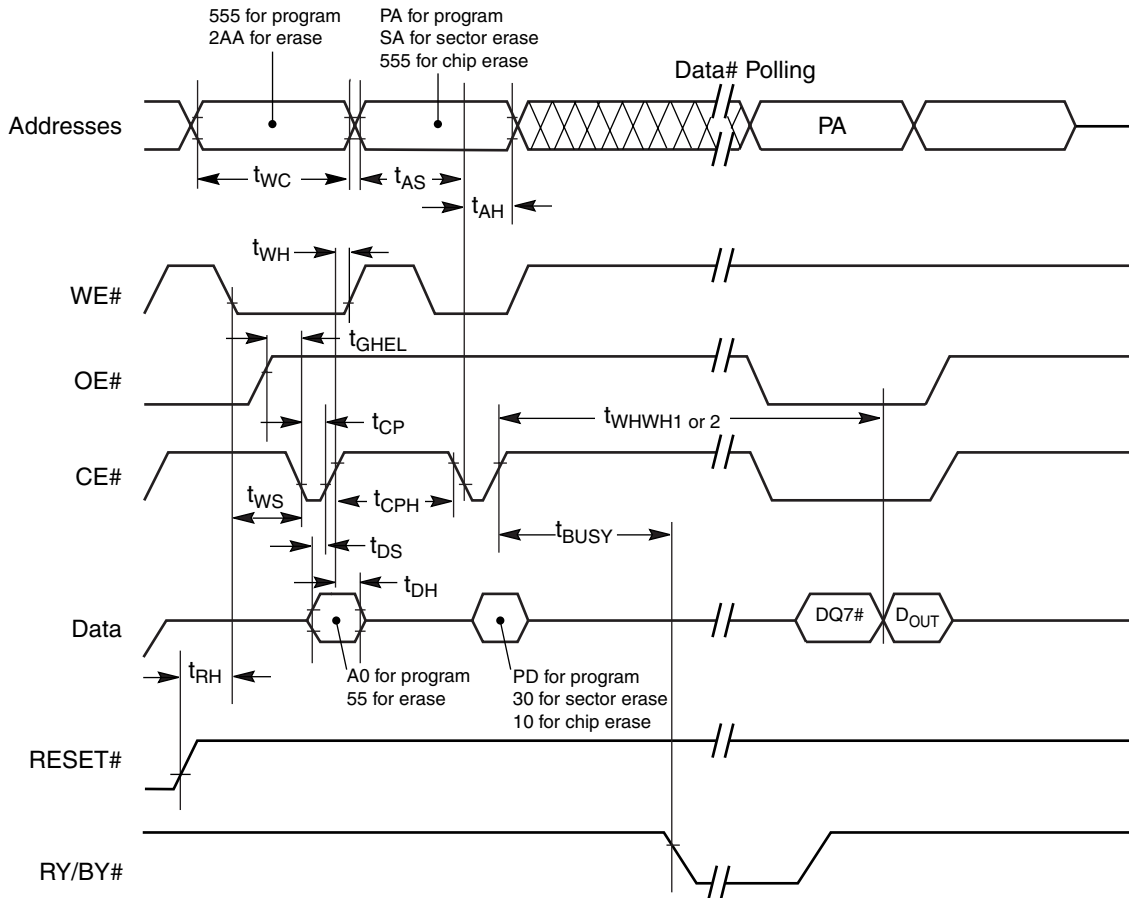 555 for program
2AA for erase
PA for program
SA for sector erase
555 for chip erase
Data# Polling
Addresses
PA
tWC
tAS
tAH
tWH
WE#
tGHEL
OE#
tWHWH1 or 2
tCP
CE#
tWS
tCPH
tBUSY
tDS
tDH
Data
DQ7#
DOUT
tRH
A0 for program
55 for erase
PD for program
30 for sector erase
10 for chip erase
RESET#
RY/BY#